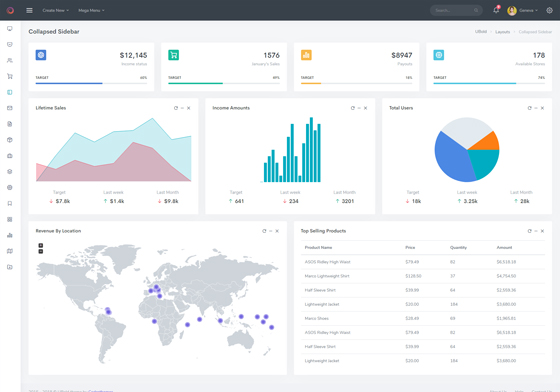 Create New
Mega Menu
Search...
Geneva
Collapsed Sidebar
UBold Layouts Collapsed Sidebar
$12,145
Income status
TARGET 60%
1576
January's Sales
TARGET 49%
$8947
Payouts
TARGET 18%
178
Available Stores
TARGET 74%
Lifetime Sales
Target Last week Last Month
$7.8k $1.4k $9.8k
Income Amounts
Target Last week Last Month
641 234 3201
Total Users
Target Last week Last Month
18k 3.25k 28k
Revenue By Location
+
Top Selling Products
Product Name Price Quantity Amount
ASOS Ridley High Waist $79.49 82 $6,518.18
Marco Lightweight Shirt $128.50 37 $4,754.50
Half Sleeve Shirt $39.99 64 $2,559.36
Lightweight Jacket $20.00 184 $3,680.00
Marco Shoes $28.49 69 $1,965.81
ASOS Ridley High Waist $79.49 82 $6,518.18
Half Sleeve Shirt $39.99 64 $2,559.36
Lightweight Jacket $20.00 184 $3,680.00